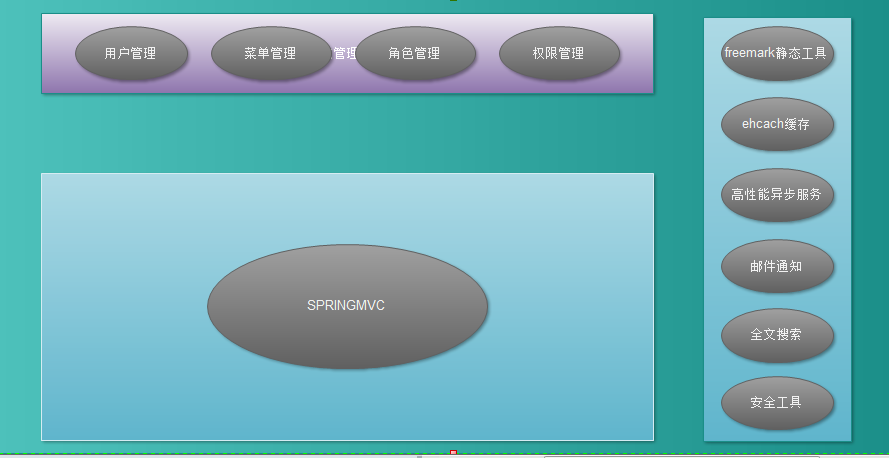 用户管理
菜单管理
管理
角色管理
权限管理
freemark静态工具
ehcach缓存
高性能异步服务
邮件通知
全文搜索
安全工具
SPRINGMVC